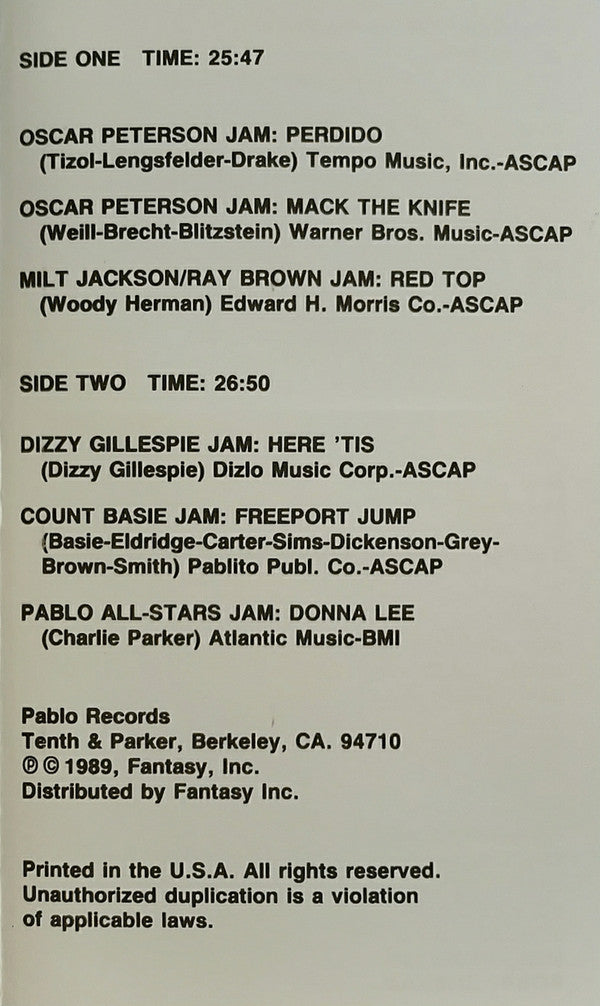 SIDE ONE TIME: 25:47
OSCAR PETERSON JAM: PERDIDO
(Tizol-Lengsfelder-Drake) Tempo Music, Inc.-ASCAP
OSCAR PETERSON JAM: MACK THE KNIFE
(Weill-Brecht-Blitzstein) Warner Bros. Music-ASCAP
MILT JACKSON/RAY BROWN JAM: RED TOP
(Woody Herman) Edward H. Morris Co.-ASCAP
SIDE TWO TIME: 26:50
DIZZY GILLESPIE JAM: HERE 'TIS
(Dizzy Gillespie) Dizlo Music Corp.-ASCAP
COUNT BASIE JAM: FREEPORT JUMP
(Basie-Eldridge-Carter-Sims-Dickenson-Grey-
Brown-Smith) Pablito Publ. Co.-ASCAP
PABLO ALL-STARS JAM: DONNA LEE
(Charlie Parker) Atlantic Music-BMI
Pablo Records
Tenth & Parker, Berkeley, CA. 94710
℗ © 1989, Fantasy, Inc.
Distributed by Fantasy Inc.
Printed in the U.S.A. All rights reserved.
Unauthorized duplication is a violation
of applicable laws.